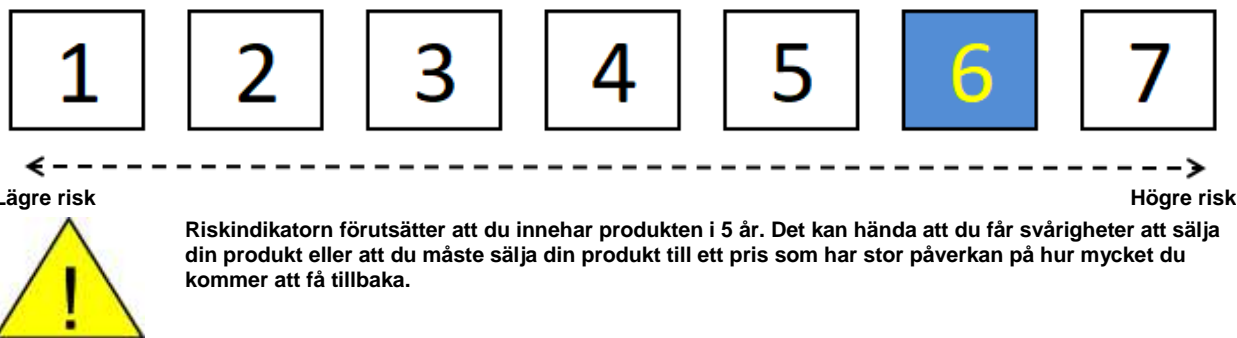 1 2 3 4 5 6 7
Lägre risk Högre risk
!
Riskindikatorn förutsätter att du innehar produkten i 5 år. Det kan hända att du får svårigheter att sälja
din produkt eller att du måste sälja din produkt till ett pris som har stor påverkan på hur mycket du
kommer att få tillbaka.